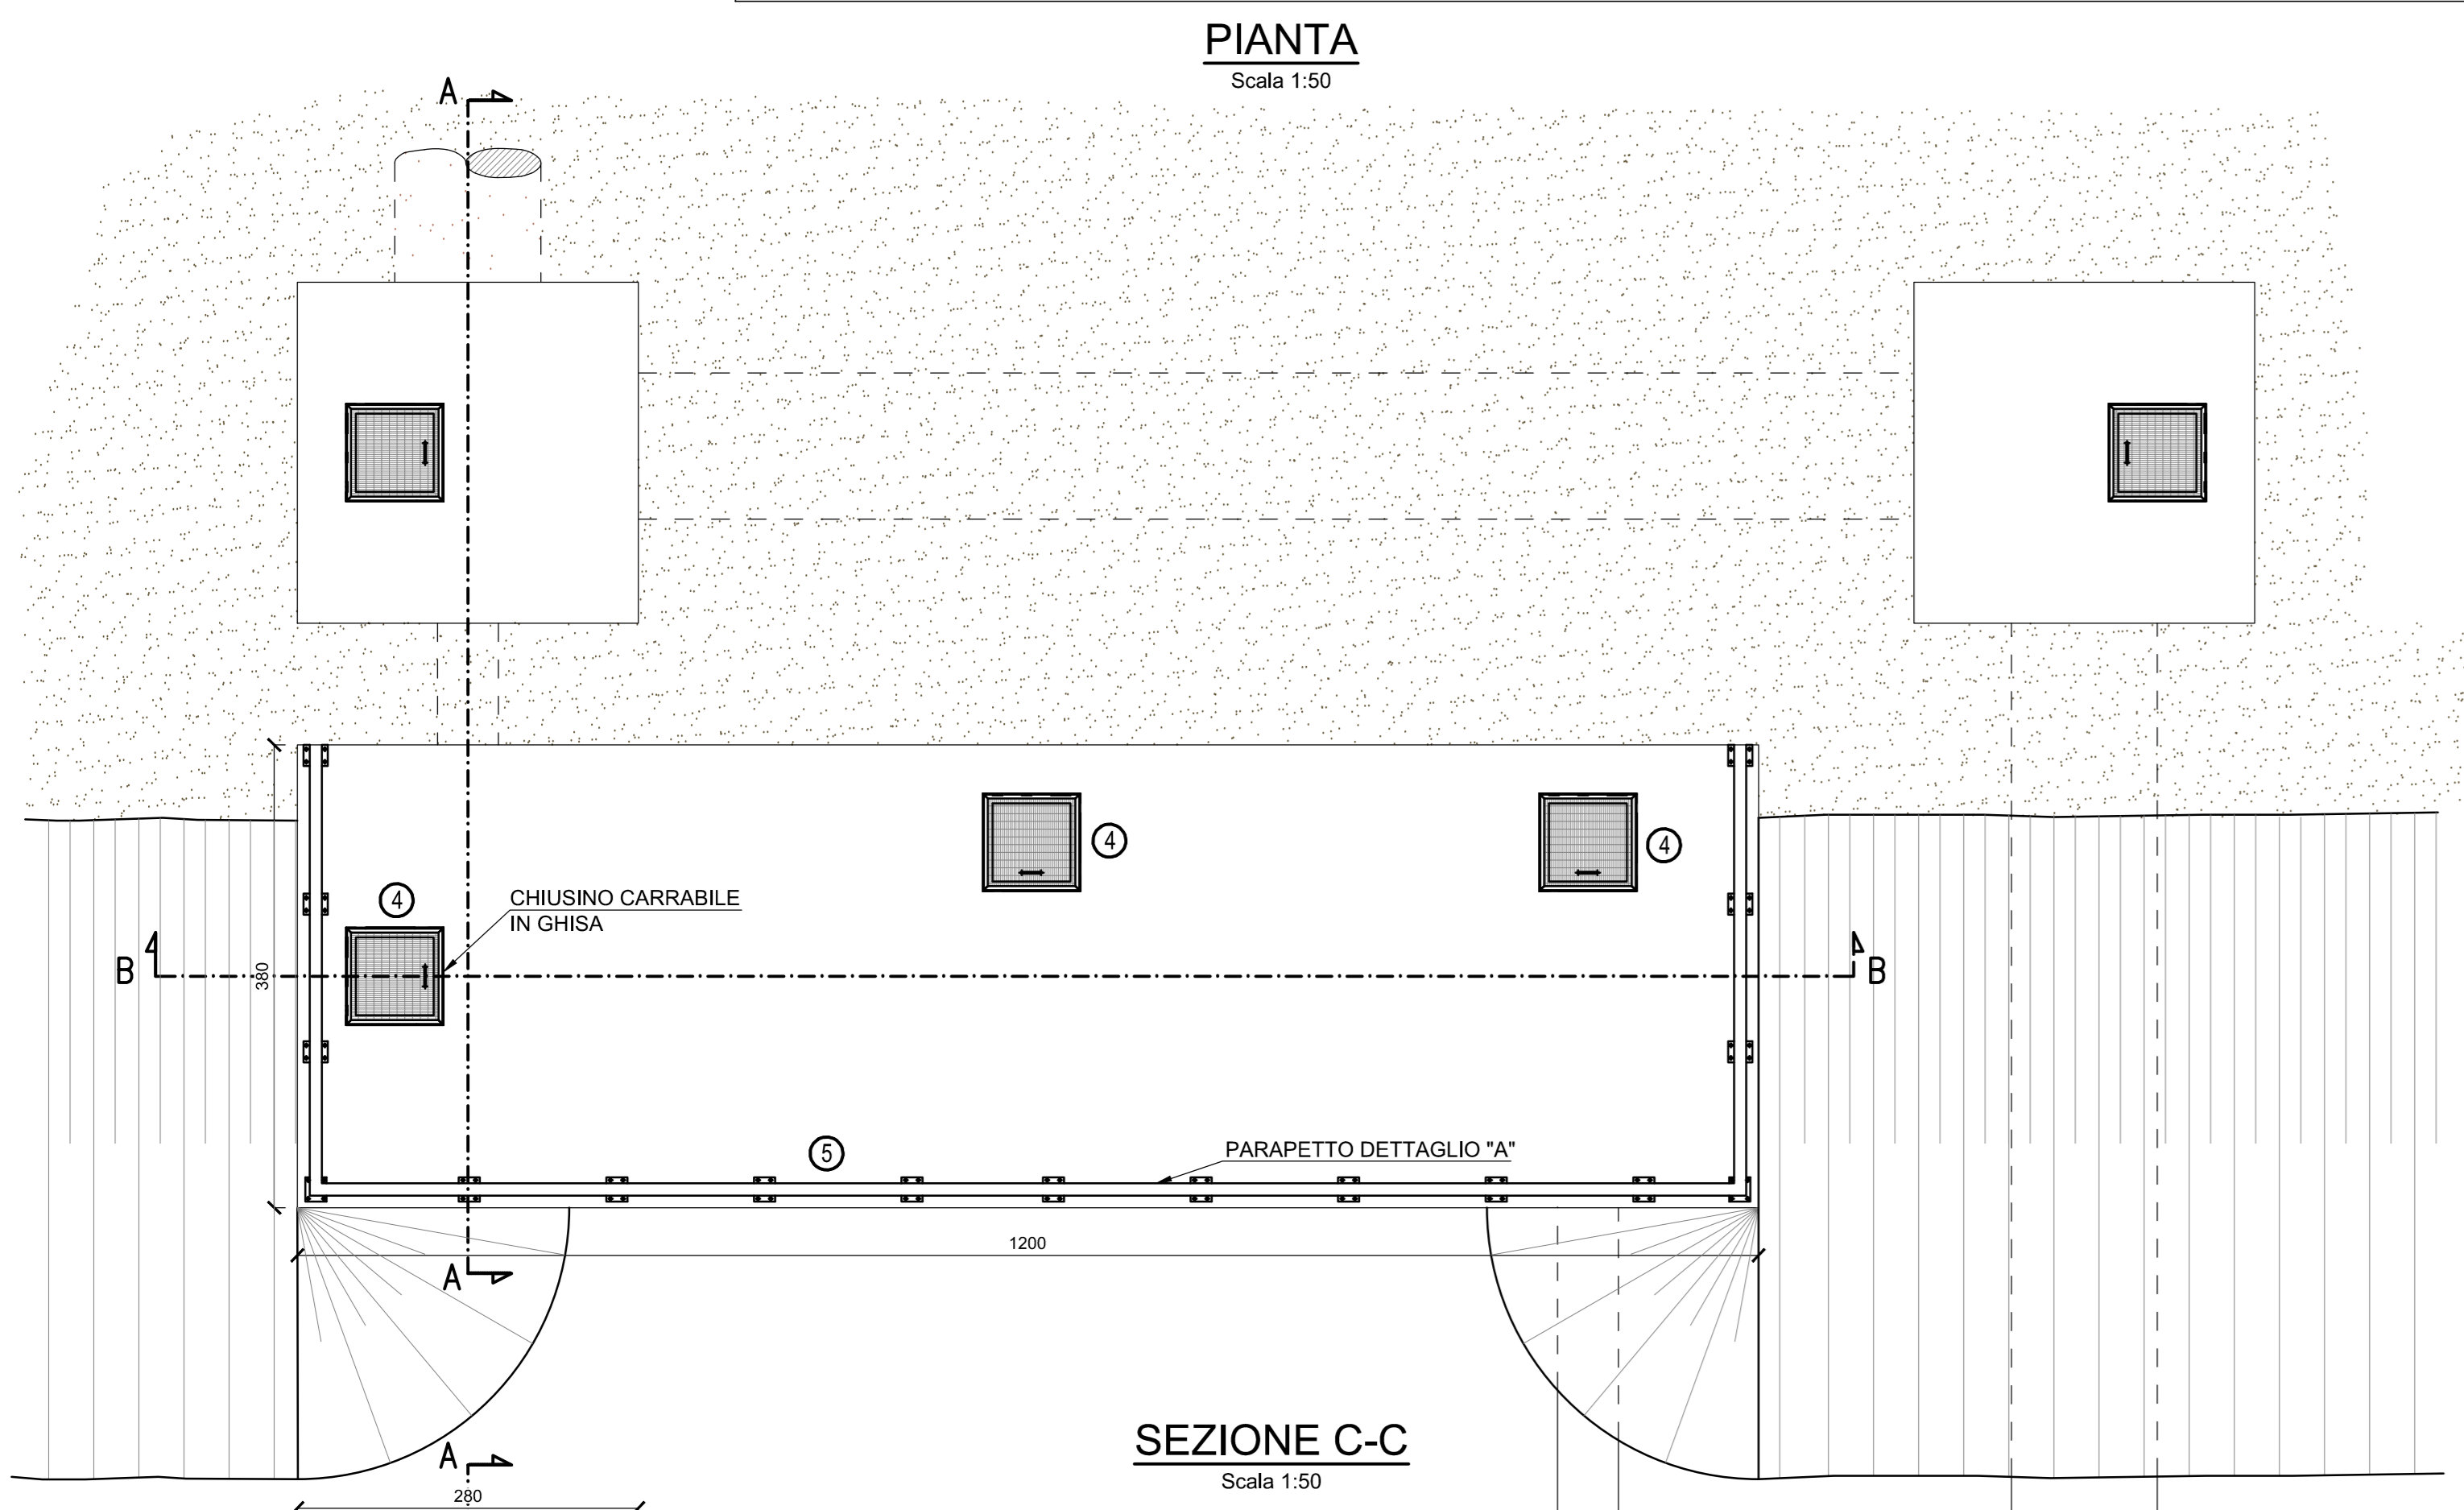 PIANTA
Scala 1:50
A
4
4
4
CHIUSINO CARRABILE
IN GHISA
B
380
B
5
PARAPETTO DETTAGLIO "A"
1200
A
SEZIONE C-C
A
Scala 1:50
280